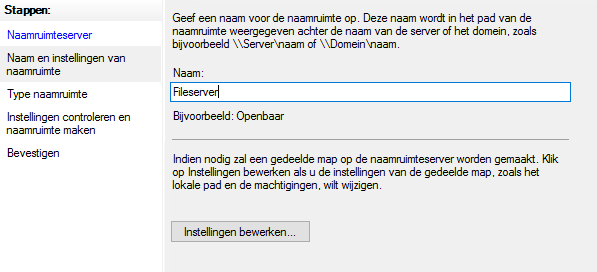 Stappen:
Naamruimteserver
Naam en instellingen van
naamruimte
Type naamruimte
Instellingen controleren en
naamruimte maken
Bevestigen
Geef een naam voor de naamruimte op. Deze naam wordt in het pad van de
naamruimte weergegeven achter de naam van de server of het domein, zoals
bijvoorbeeld \\Server\naam of \\Domein\naam.
Naam:
Fileserver
Bijvoorbeeld: Openbaar
Indien nodig zal een gedeelde map op de naamruimteserver worden gemaakt. Klik
op Instellingen bewerken als u de instellingen van de gedeelde map, zoals het
lokale pad en de machtigingen, wilt wijzigen.
Instellingen bewerken...